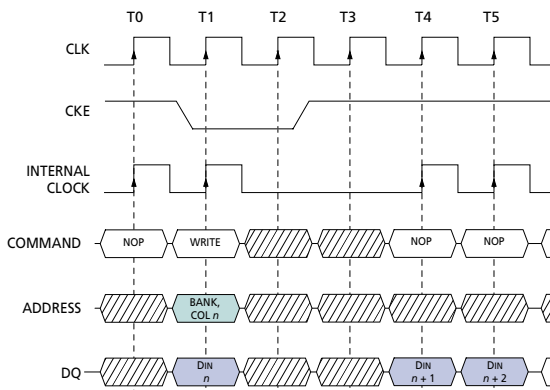 T0 T1 T2 T3 T4 T5
CLK
CKE
INTERNAL
CLOCK
COMMAND NOP WRITE NOP NOP
ADDRESS BANK,
COL n
DQ DIN
n
DIN
n + 1
DIN
n + 2